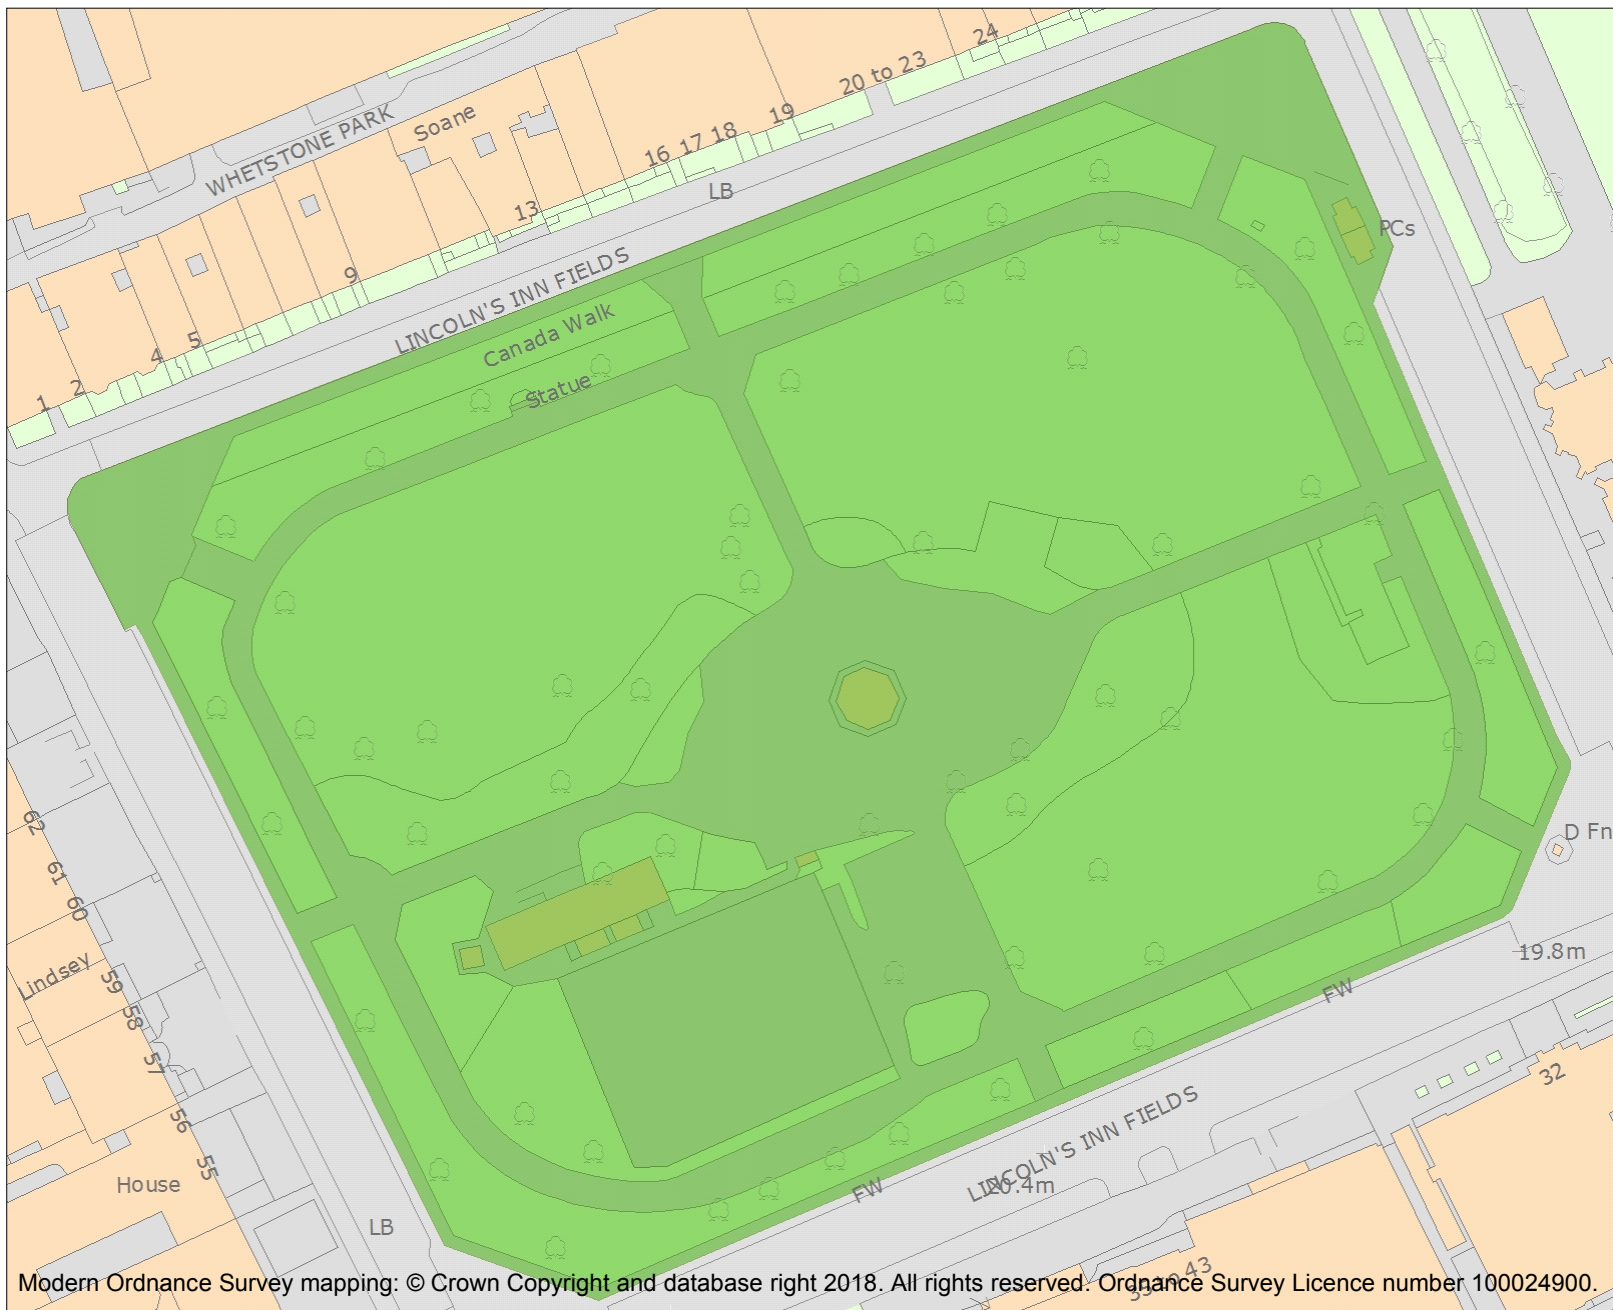 24
20 to 23
19
18
17
16
Soane
WHETSTONE PARK
LB
13
PCs
LINCOLN'S INN FIELDS
9
Canada Walk
5
4
Statue
2
1
62
D Fn
61
60
19.8m
Lindsey
59
FW
58
57
32
56
LINCOLN'S INN FIELDS
55
House
20.4m
FW
LB
35 to 43
Modern Ordnance Survey mapping: © Crown Copyright and database right 2018. All rights reserved. Ordnance Survey Licence number 100024900.